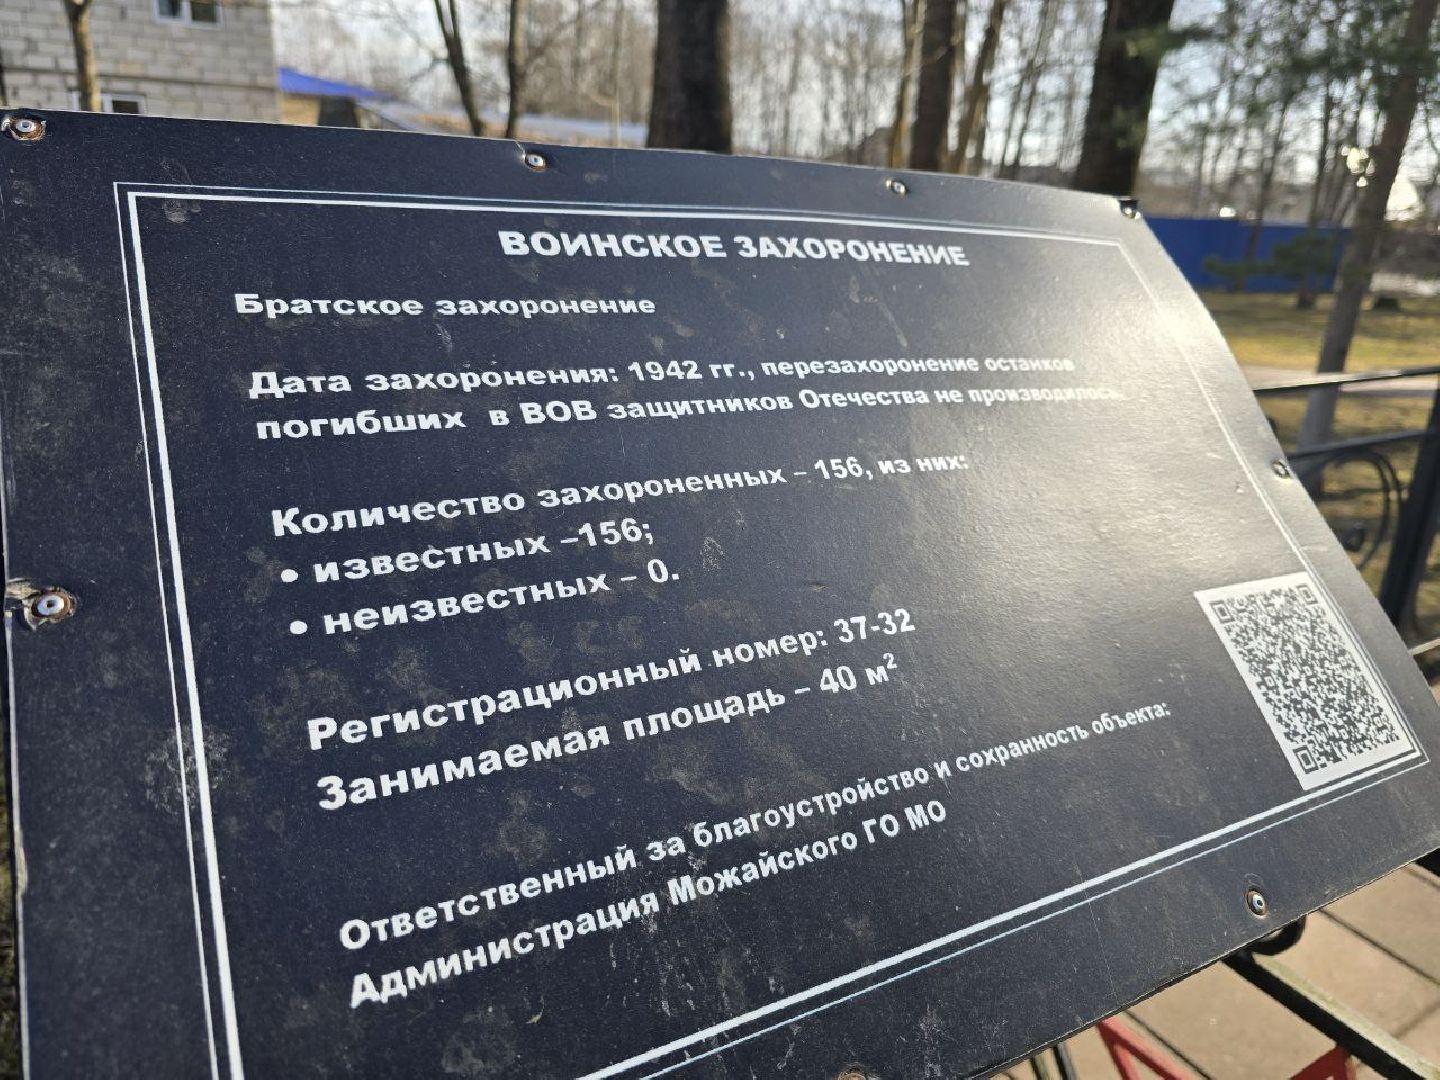 ВОИНСКОЕ ЗАХОРОНЕНИЕ
Братское захоронение
Дата захоронения: 1942 гг., перезахоронение останков
погибших в ВОВ защитников Отечества не производилось.
Количество захороненных – 156, из них:
• известных –156;
• неизвестных – 0.
Регистрационный номер: 37-32
Занимаемая площадь – 40 м²
Ответственный за благоустройство и сохранность объекта:
Администрация Можайского ГО МО